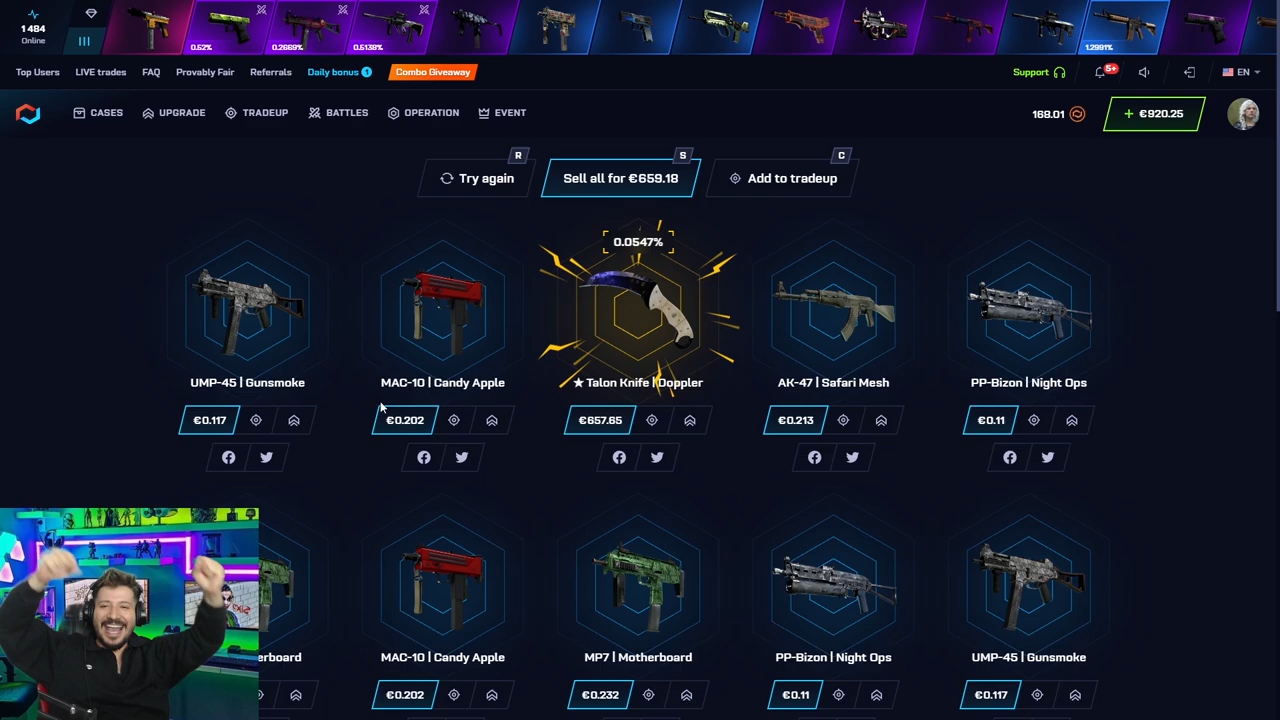 1 484
Online
0.52%
0.2669%
0.5138%
1.2991%
Top Users
LIVE trades
FAQ
Provably Fair
Referrals
Daily bonus 1
Combo Giveaway
Support
5+
EN
CASES
UPGRADE
TRADEUP
BATTLES
OPERATION
EVENT
168.01
+ €920.25
R
S
C
Try again
Sell all for €659.18
Add to tradeup
0.0547%
UMP-45 | Gunsmoke
MAC-10 | Candy Apple
★ Talon Knife | Doppler
AK-47 | Safari Mesh
PP-Bizon | Night Ops
€0.117
€0.202
€657.65
€0.213
€0.11
erboard
MAC-10 | Candy Apple
MP7 | Motherboard
PP-Bizon | Night Ops
UMP-45 | Gunsmoke
€0.202
€0.232
€0.11
€0.117